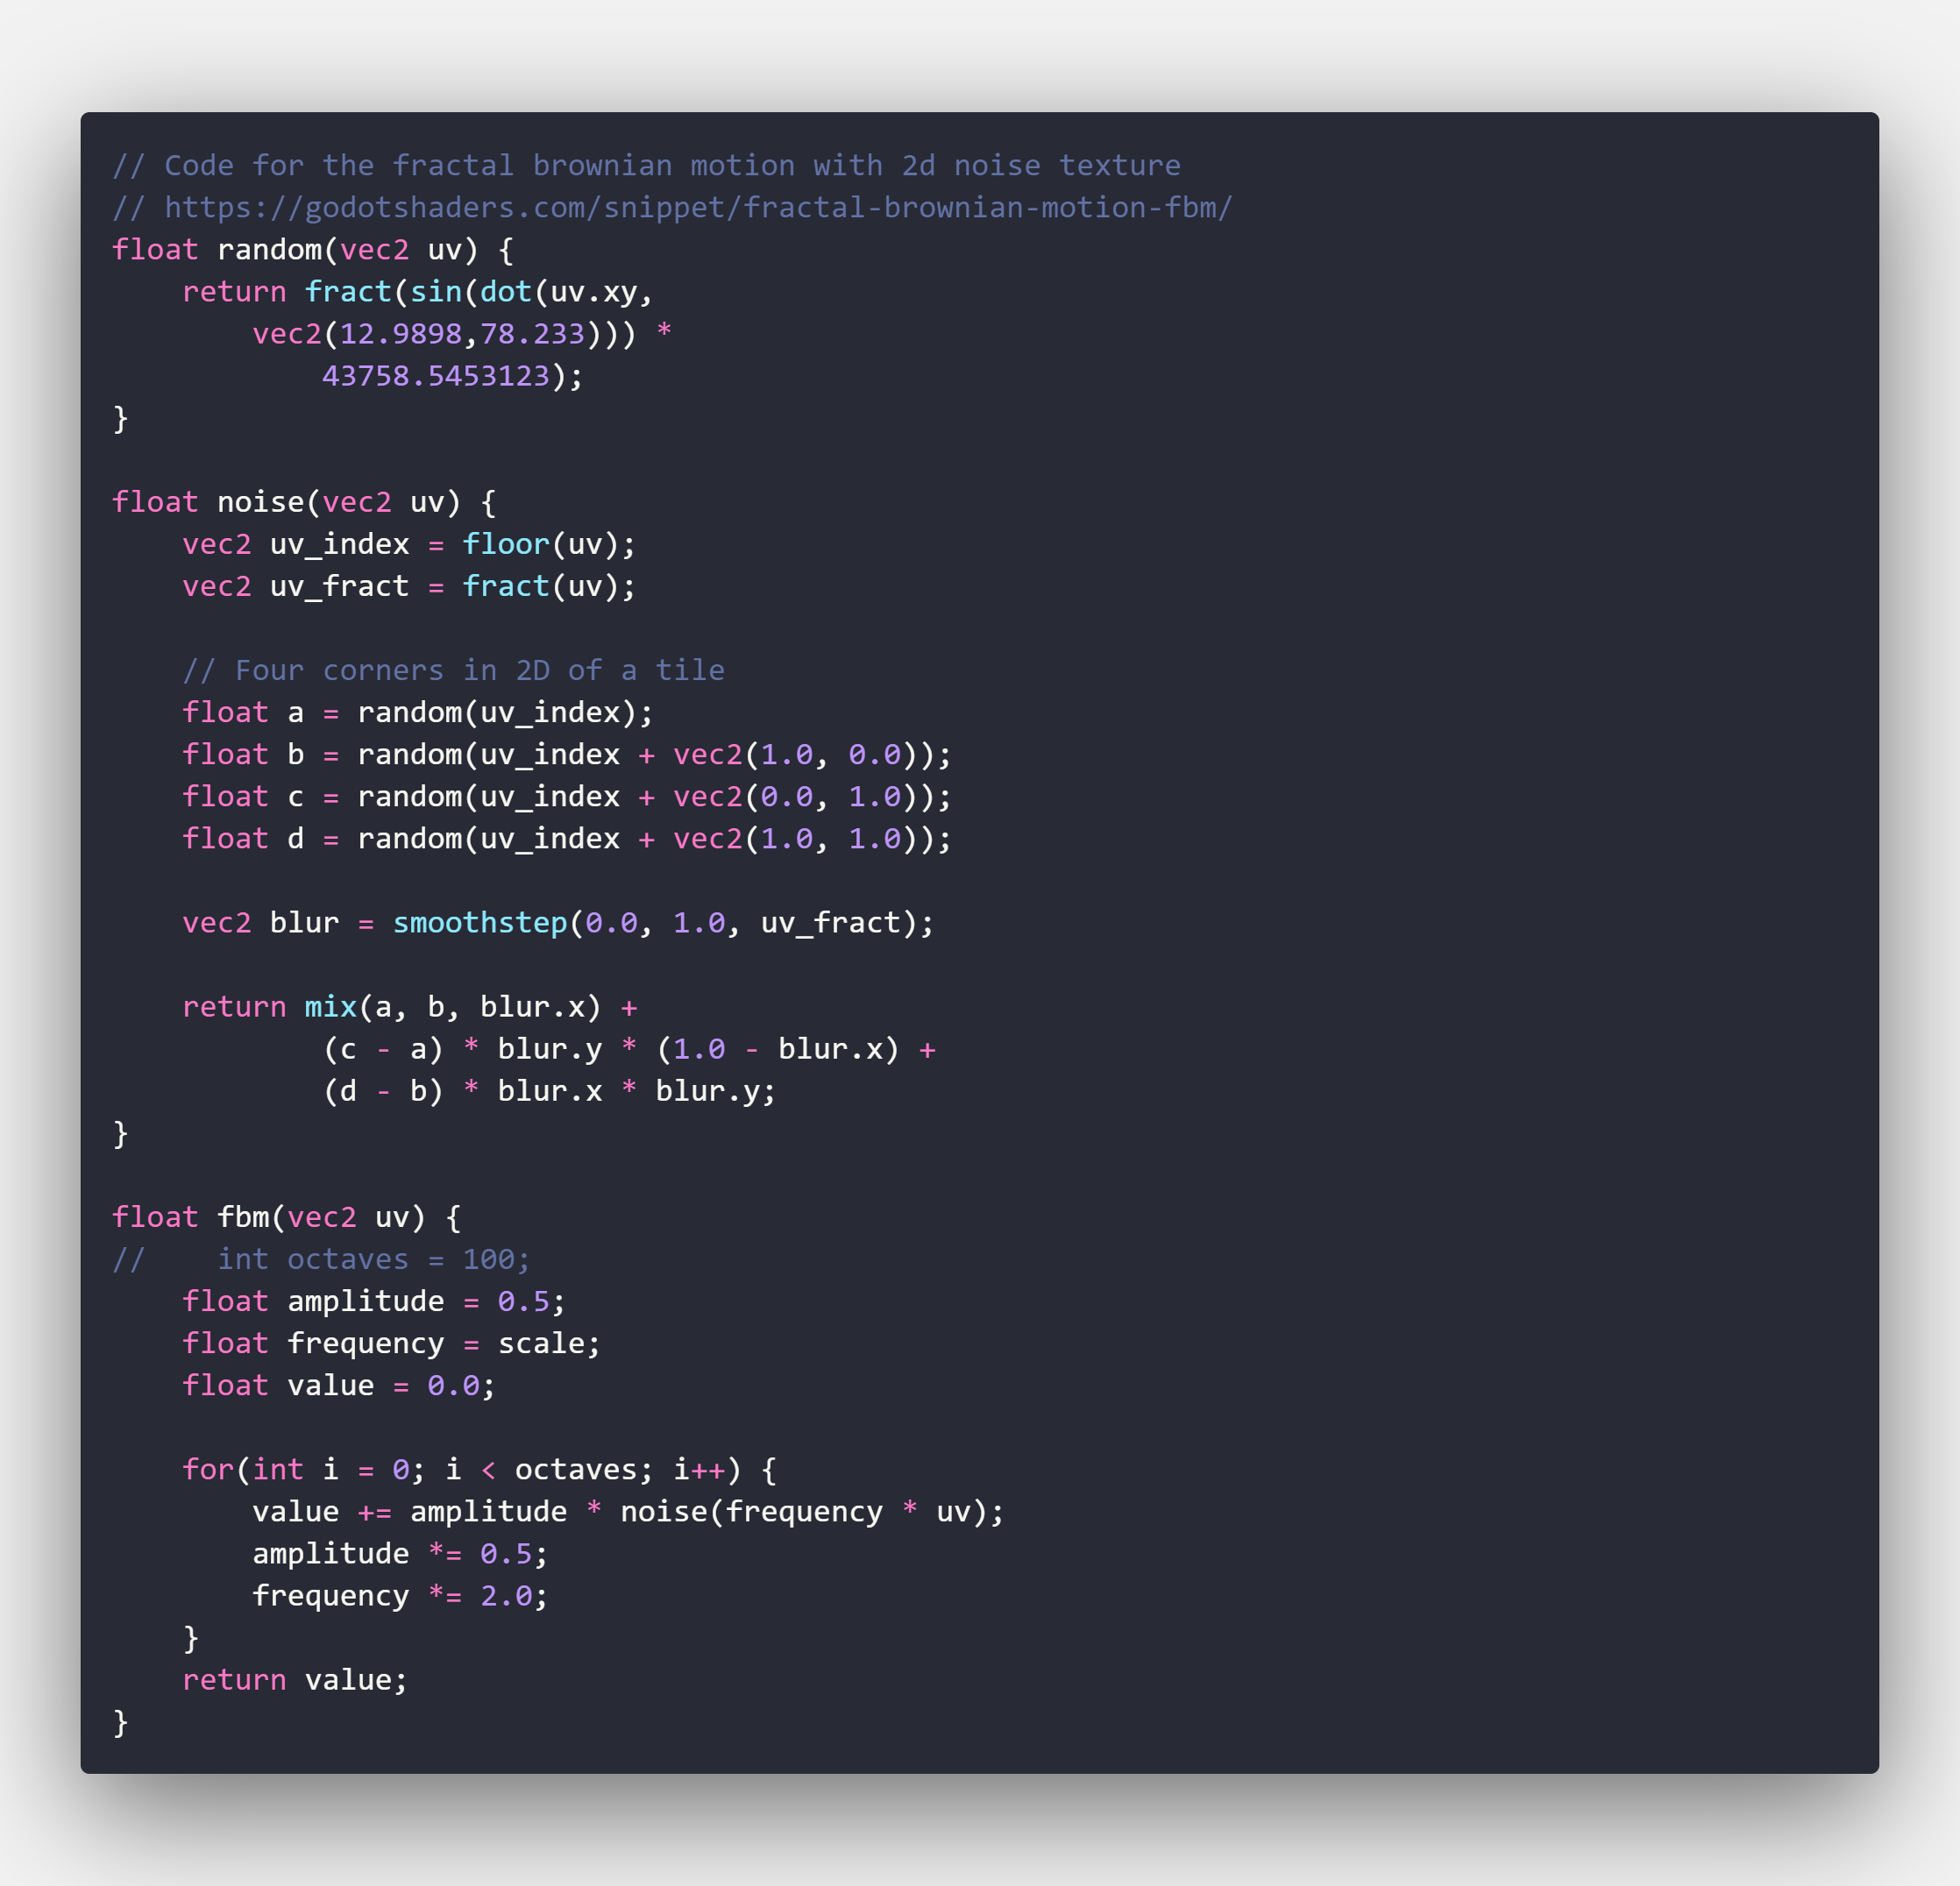 // Code for the fractal brownian motion with 2d noise texture
// https://godotshaders.com/snippet/fractal-brownian-motion-fbm/
float random(vec2 uv) {
    return fract(sin(dot(uv.xy,
        vec2(12.9898,78.233))) *
            43758.5453123);
}

float noise(vec2 uv) {
    vec2 uv_index = floor(uv);
    vec2 uv_fract = fract(uv);

    // Four corners in 2D of a tile
    float a = random(uv_index);
    float b = random(uv_index + vec2(1.0, 0.0));
    float c = random(uv_index + vec2(0.0, 1.0));
    float d = random(uv_index + vec2(1.0, 1.0));

    vec2 blur = smoothstep(0.0, 1.0, uv_fract);

    return mix(a, b, blur.x) +
            (c - a) * blur.y * (1.0 - blur.x) +
            (d - b) * blur.x * blur.y;
}

float fbm(vec2 uv) {
//    int octaves = 100;
    float amplitude = 0.5;
    float frequency = scale;
    float value = 0.0;

    for(int i = 0; i < octaves; i++) {
        value += amplitude * noise(frequency * uv);
        amplitude *= 0.5;
        frequency *= 2.0;
    }
    return value;
}